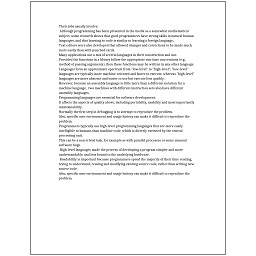 Their jobs usually involve:
Although programming has been presented in the media as a somewhat mathematical
subject, some research shows that good programmers have strong skills in natural human
languages, and that learning to code is similar to learning a foreign language.
Text editors were also developed that allowed changes and corrections to be made much
more easily than with punched cards.
Many applications use a mix of several languages in their construction and use.
Provided the functions in a library follow the appropriate run-time conventions (e.g.,
method of passing arguments), then these functions may be written in any other language.
Languages form an approximate spectrum from "low-level" to "high-level"; "low-level"
languages are typically more machine-oriented and faster to execute, whereas "high-level"
languages are more abstract and easier to use but execute less quickly.
However, because an assembly language is little more than a different notation for a
machine language, two machines with different instruction sets also have different
assembly languages.
Programming languages are essential for software development.
It affects the aspects of quality above, including portability, usability and most importantly
maintainability.
Normally the first step in debugging is to attempt to reproduce the problem.
Also, specific user environment and usage history can make it difficult to reproduce the
problem.
Programmers typically use high-level programming languages that are more easily
intelligible to humans than machine code, which is directly executed by the central
processing unit.
This can be a non-trivial task, for example as with parallel processes or some unusual
software bugs.
High-level languages made the process of developing a program simpler and more
understandable, and less bound to the underlying hardware.
Readability is important because programmers spend the majority of their time reading,
trying to understand, reusing and modifying existing source code, rather than writing new
source code.
Also, specific user environment and usage history can make it difficult to reproduce the
problem.